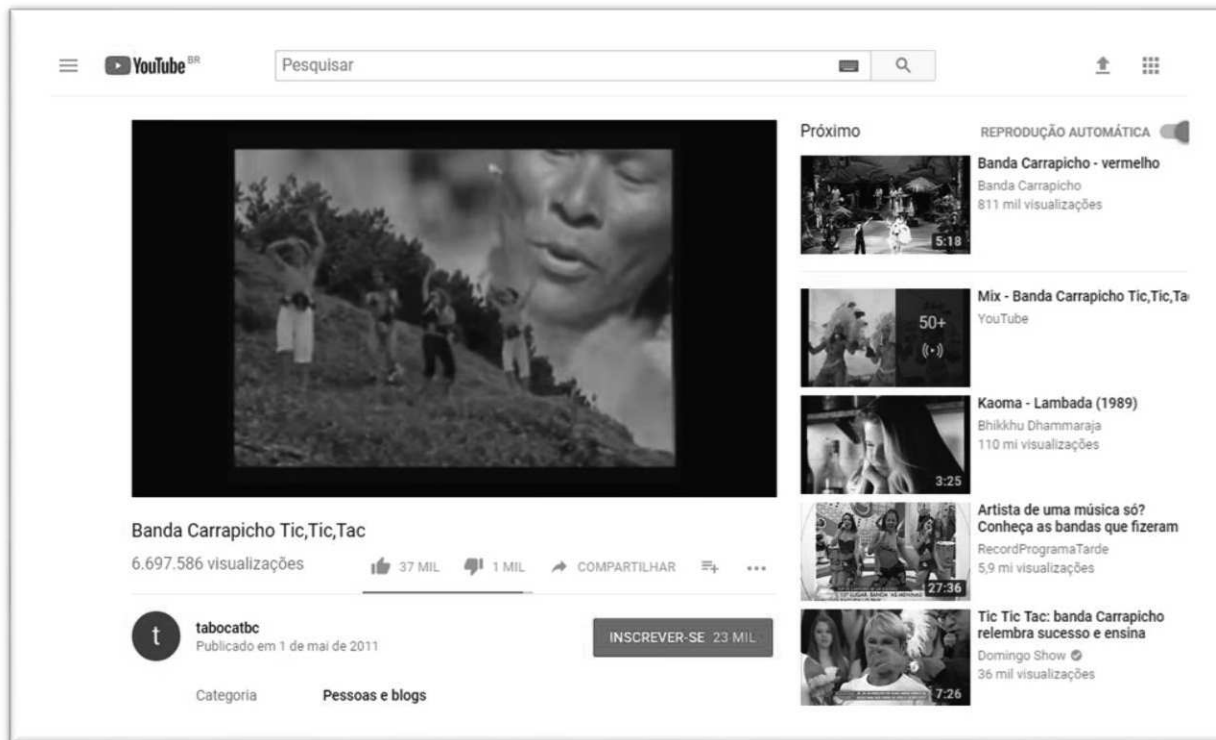 YouTube BR
Pesquisar
Banda Carrapicho Tic,Tic,Tac
6.697.586 visualizações
37 MIL
1 MIL
COMPARTILHAR
t
tabocatbc
Publicado em 1 de mai de 2011
INSCREVER-SE 23 MIL
Categoria
Pessoas e blogs
Próximo
REPRODUÇÃO AUTOMÁTICA
5:18
Banda Carrapicho - vermelho
Banda Carrapicho
811 mil visualizações
50+
Mix - Banda Carrapicho Tic,Tic,Ta
YouTube
3:25
Kaoma - Lambada (1989)
Bhikkhu Dhammaraja
110 mi visualizações
27:36
Artista de uma música só?
Conheça as bandas que fizeram
RecordProgramaTarde
5,9 mi visualizações
7:26
Tic Tic Tac: banda Carrapicho
relembra sucesso e ensina
Domingo Show
36 mil visualizações